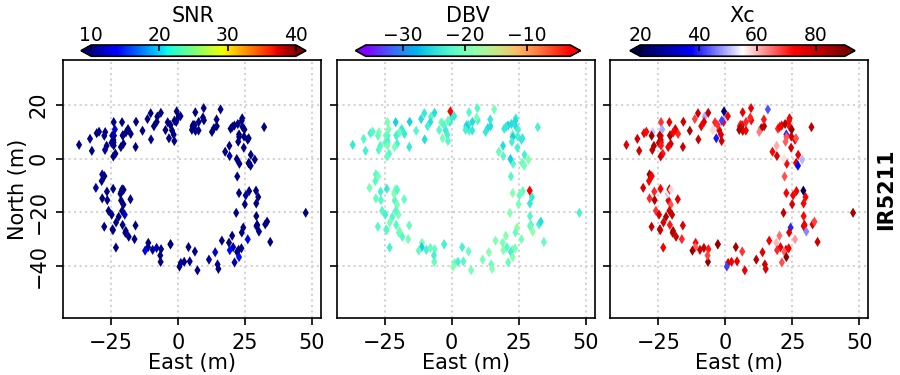 SNR DBV Xc
10 20 30 40 −30 −20 −10 20 40 60 80
20
0
−20
−40
North (m)
IR5211
−25 0 25 50 −25 0 25 50 −25 0 25 50
East (m) East (m) East (m)